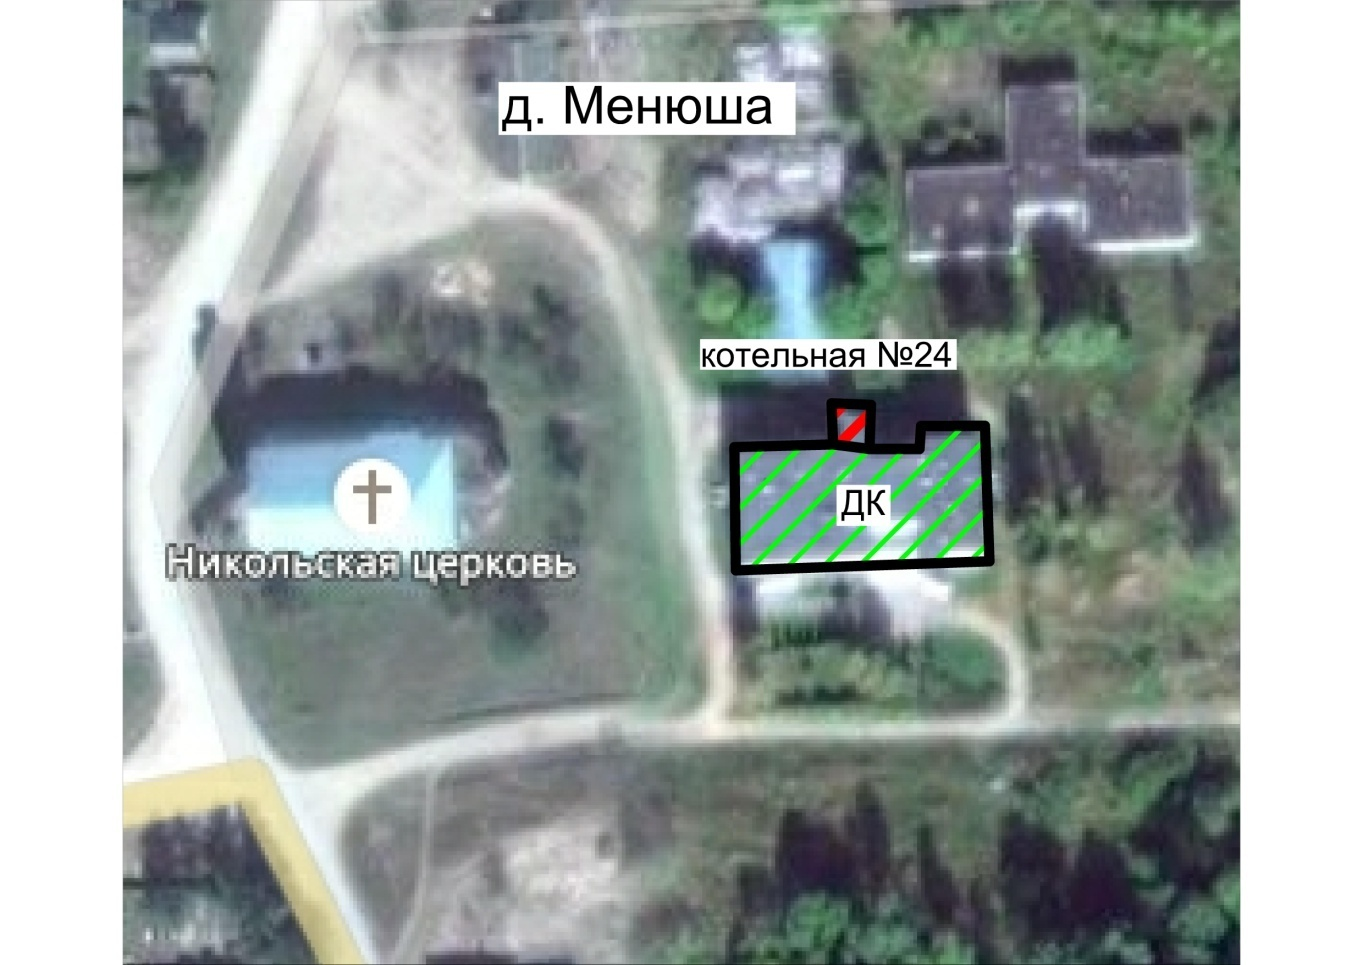 д. Менюша
котельная №24
ДК
Никольская церковь